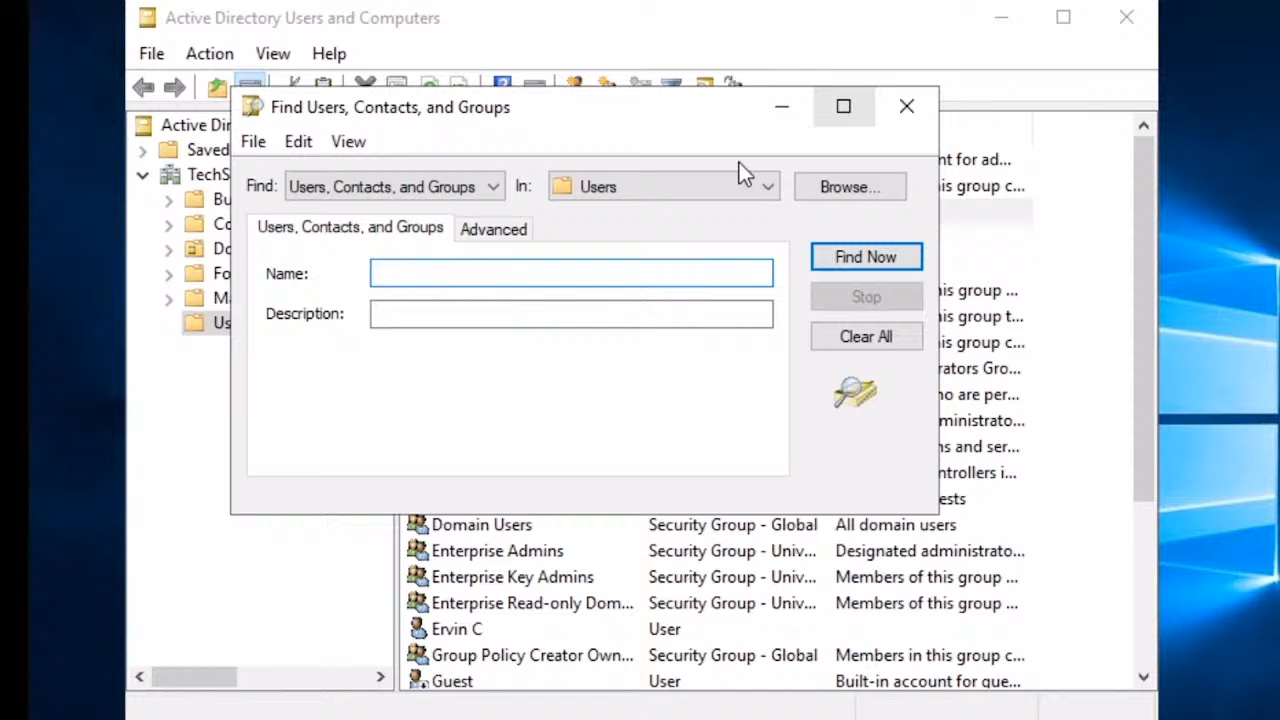 Active Directory Users and Computers
File Action View Help
Find Users, Contacts, and Groups
File Edit View
Find: Users, Contacts, and Groups In: Users Browse...
Users, Contacts, and Groups Advanced
Name:
Description:
Find Now
Stop
Clear All
Active Dir
Saved
TechS
Bu
Co
Do
Fo
Ma
Us
nt for ad...
is group c...
is group ...
is group t...
is group c...
rators Gro...
o are per...
ministrato...
ns and ser...
ntrollers i...
ests
Domain Users Security Group - Global All domain users
Enterprise Admins Security Group - Univ... Designated administrato...
Enterprise Key Admins Security Group - Univ... Members of this group ...
Enterprise Read-only Dom... Security Group - Univ... Members of this group ...
Ervin C User
Group Policy Creator Own... Security Group - Global Members in this group c...
Guest User Built-in account for gue...